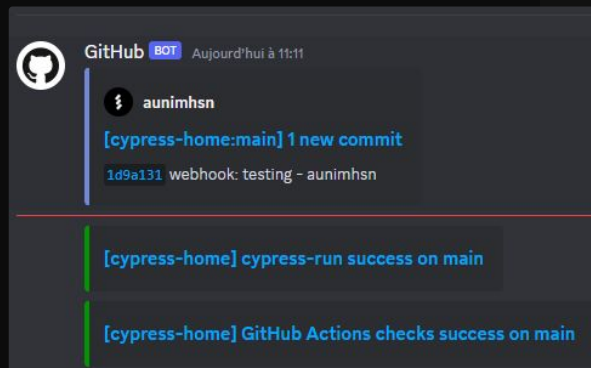 GitHub BOT Aujourd'hui à 11:11
aunimhsn
[cypress-home:main] 1 new commit
1d9a131 webhook: testing - aunimhsn
[cypress-home] cypress-run success on main
[cypress-home] GitHub Actions checks success on main